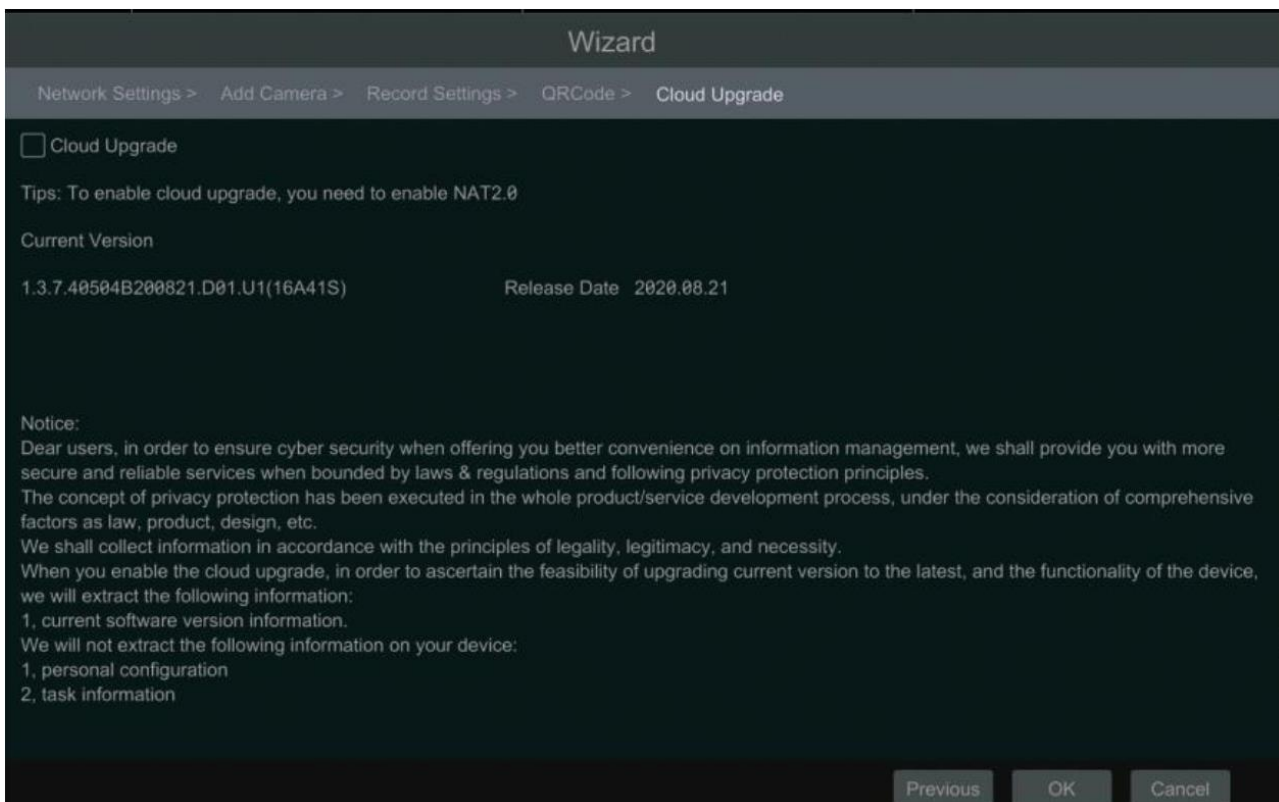 Wizard
Network Settings > Add Camera > Record Settings > QRCode > Cloud Upgrade
Cloud Upgrade
Tips: To enable cloud upgrade, you need to enable NAT2.0
Current Version
1.3.7.40504B200821.D01.U1(16A41S) Release Date 2020.08.21
Notice:
Dear users, in order to ensure cyber security when offering you better convenience on information management, we shall provide you with more
secure and reliable services when bounded by laws & regulations and following privacy protection principles.
The concept of privacy protection has been executed in the whole product/service development process, under the consideration of comprehensive
factors as law, product, design, etc.
We shall collect information in accordance with the principles of legality, legitimacy, and necessity.
When you enable the cloud upgrade, in order to ascertain the feasibility of upgrading current version to the latest, and the functionality of the device,
we will extract the following information:
1, current software version information.
We will not extract the following information on your device:
1, personal configuration
2, task information
Previous OK Cancel